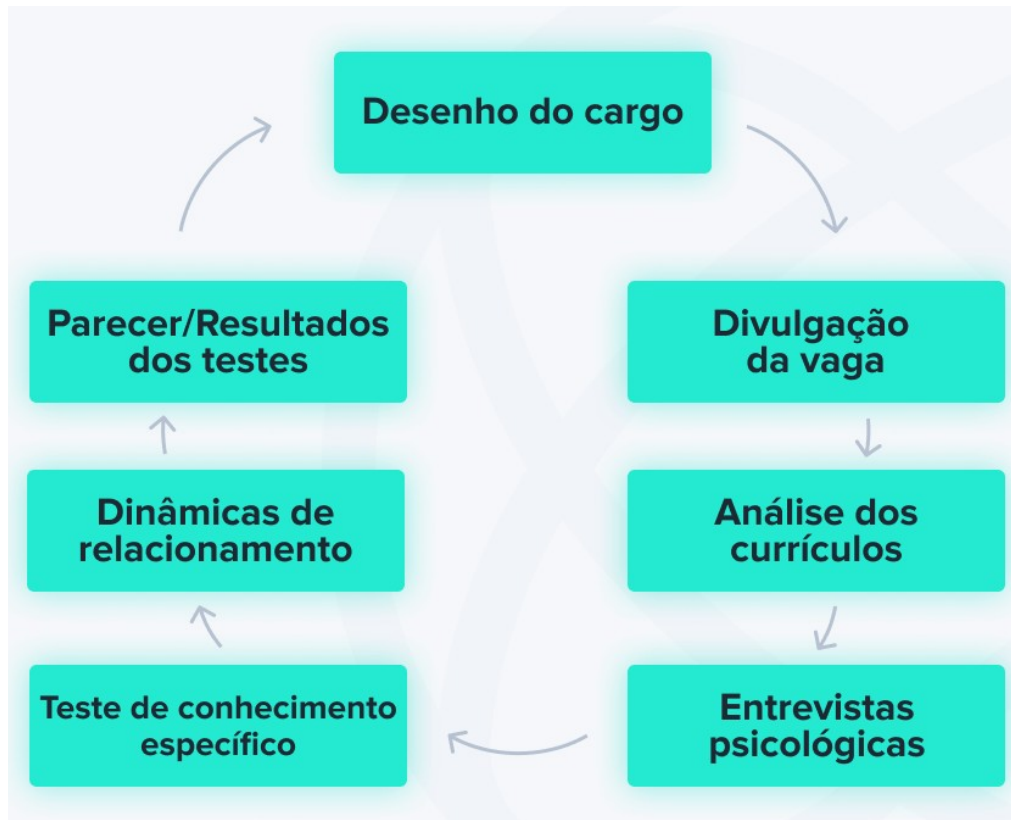 Desenho do cargo
Divulgação
da vaga
Análise dos
currículos
Entrevistas
psicológicas
Teste de conhecimento
específico
Dinâmicas de
relacionamento
Parecer/Resultados
dos testes